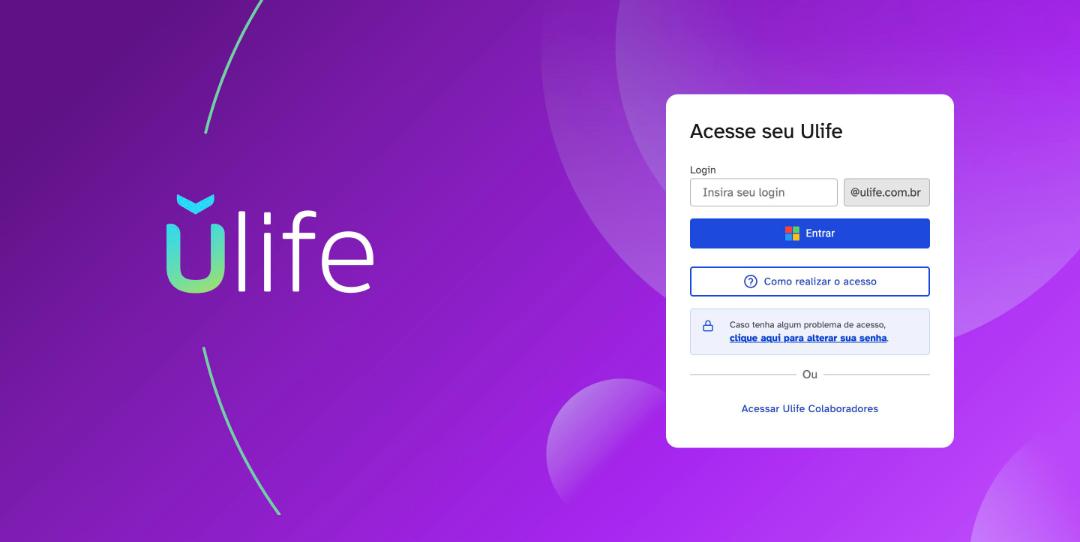 ŭlife
Acesse seu Ulife
Login
Insira seu login @ulife.com.br
Entrar
Como realizar o acesso
Caso tenha algum problema de acesso,
clique aqui para alterar sua senha.
Ou
Acessar Ulife Colaboradores